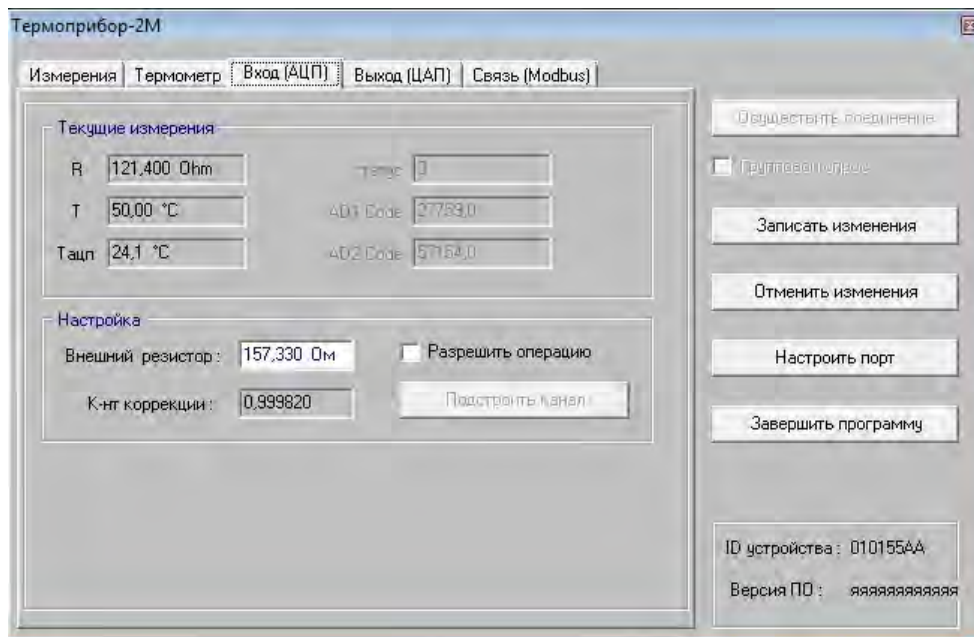 Термоприбор-2М
Измерения Термометр Вход (АЦП) Выход (ЦАП) Связь (Modbus)
Текущие измерения
R 121,400 Ohm
T 50,00 °C
Тацп 24,1 °C
AD1 Code
AD2 Code
Настройка
Внешний резистор : 157,330 Ом
Разрешить операцию
К-нт коррекции : 0,999820
Подстроить канал
Осуществить соединение
Групповой опрос
Записать изменения
Отменить изменения
Настроить порт
Завершить программу
ID устройства : 010155AA
Версия ПО : яяяяяяяяяяяя